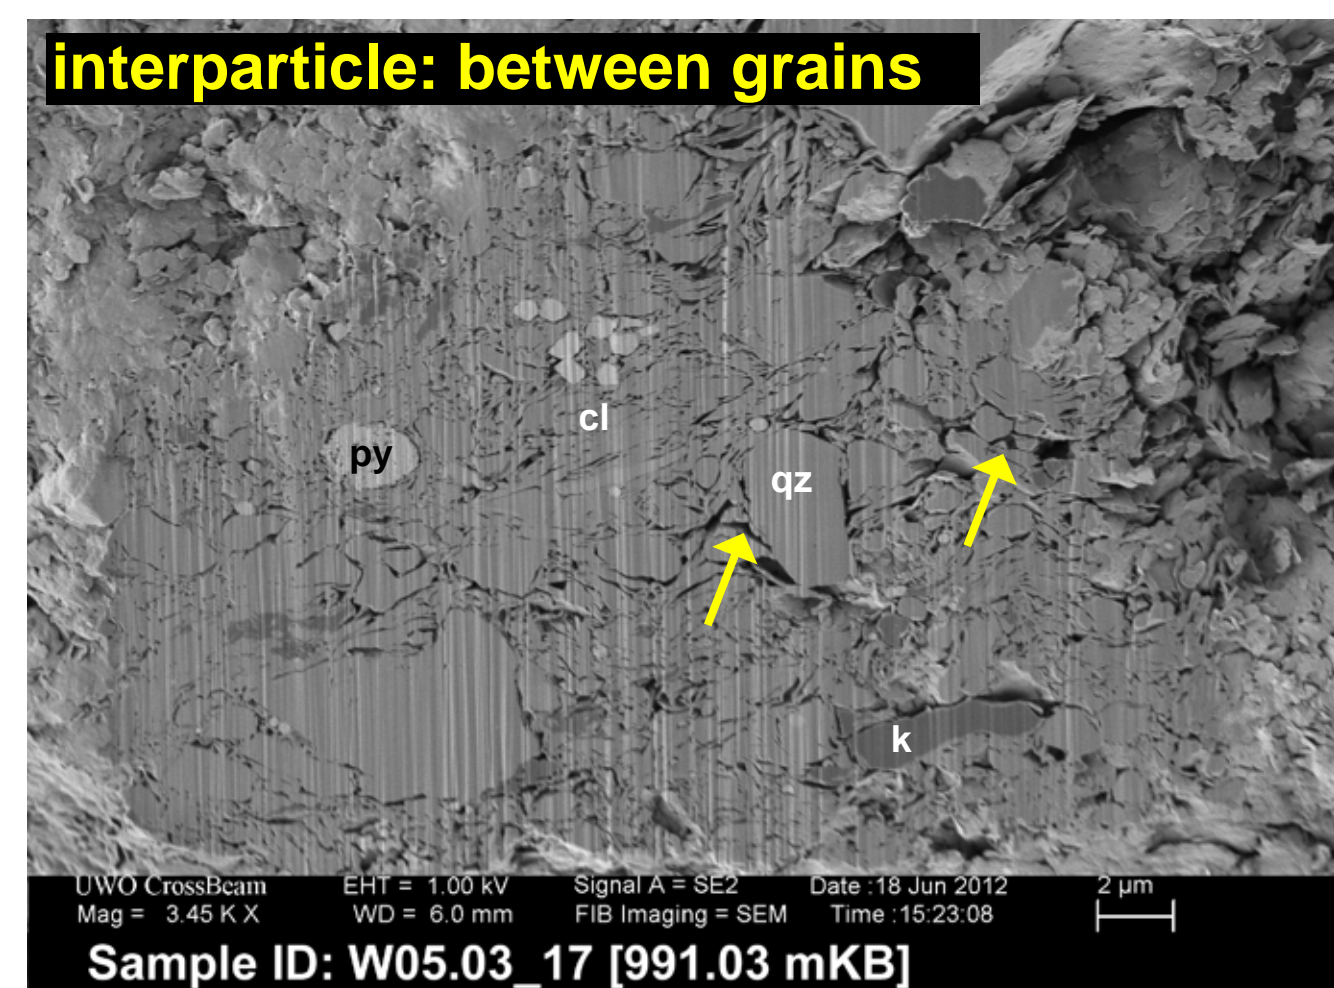 interparticle: between grains
cl
py
qz
k
UWO CrossBeam EHT = 1.00 kV Signal A = SE2 Date :18 Jun 2012 2 µm
Mag = 3.45 K X WD = 6.0 mm FIB Imaging = SEM Time :15:23:08
Sample ID: W05.03_17 [991.03 mKB]